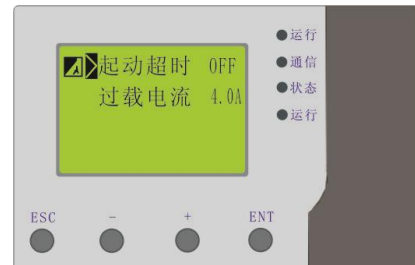 起动超时 OFF
过载电流 4.0A
运行
通信
状态
运行
ESC - + ENT